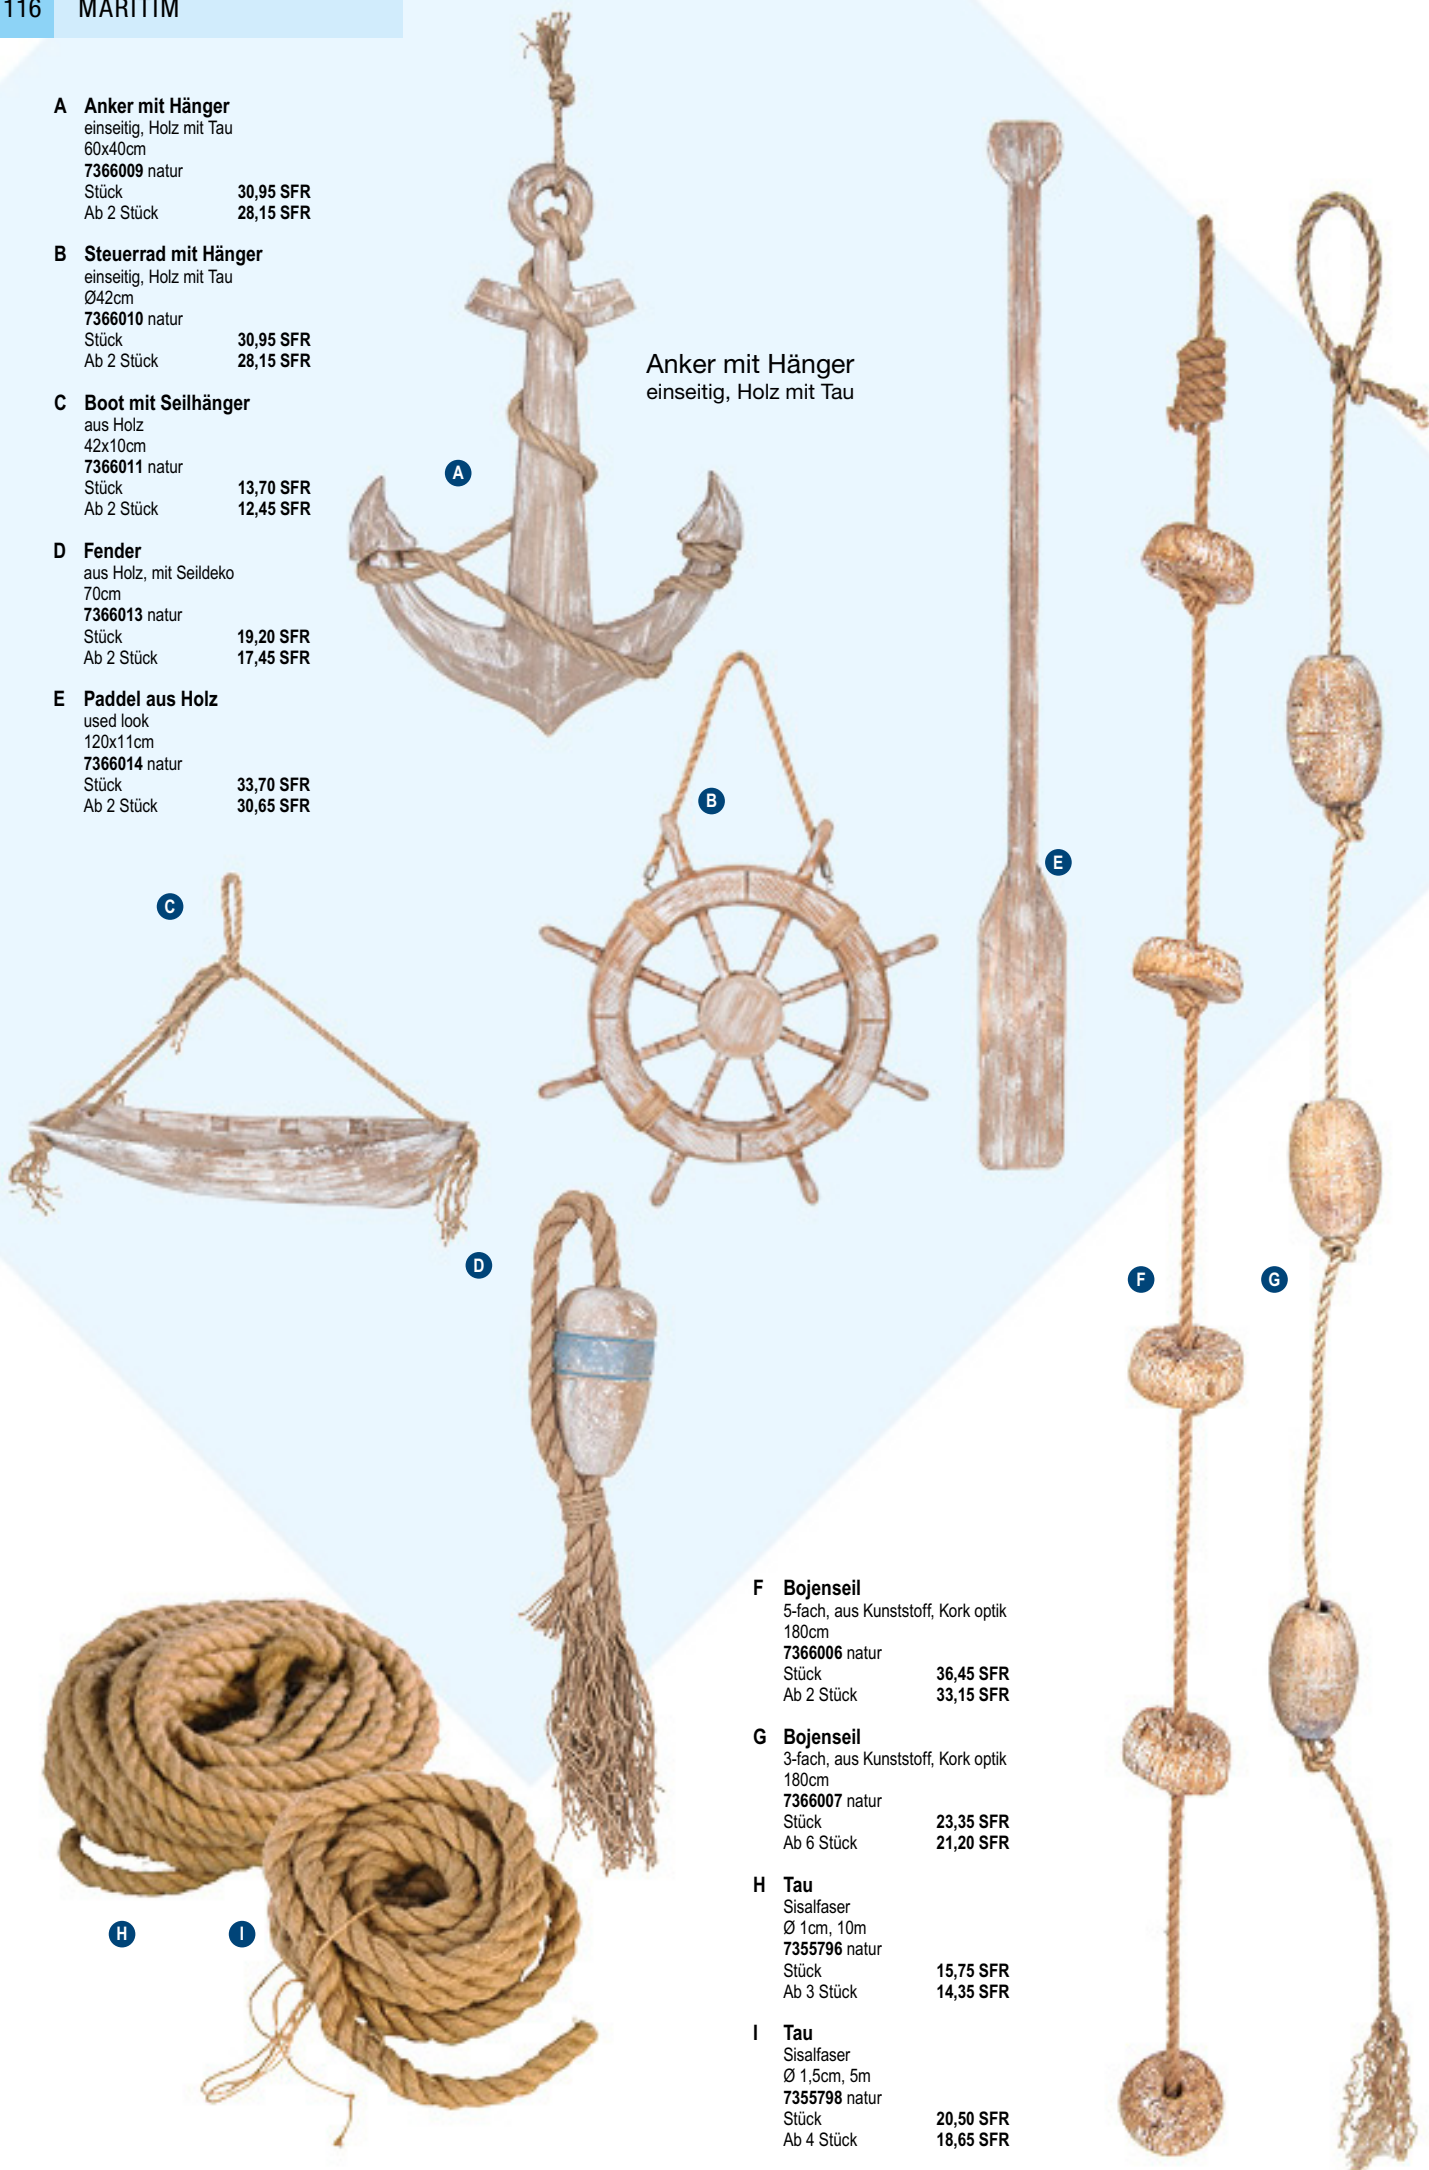 116 MARITIM
A Anker mit Hänger
einseitig, Holz mit Tau
60x40cm
7366009 natur
Stück 30,95 SFR
Ab 2 Stück 28,15 SFR
B Steuerrad mit Hänger
einseitig, Holz mit Tau
Ø42cm
7366010 natur
Stück 30,95 SFR
Ab 2 Stück 28,15 SFR
C Boot mit Seilhänger
aus Holz
42x10cm
7366011 natur
Stück 13,70 SFR
Ab 2 Stück 12,45 SFR
D Fender
aus Holz, mit Seildeko
70cm
7366013 natur
Stück 19,20 SFR
Ab 2 Stück 17,45 SFR
E Paddel aus Holz
used look
120x11cm
7366014 natur
Stück 33,70 SFR
Ab 2 Stück 30,65 SFR
Anker mit Hänger
einseitig, Holz mit Tau
A
B
E
C
D
F
G
H
I
F Bojenseil
5-fach, aus Kunststoff, Kork optik
180cm
7366006 natur
Stück 36,45 SFR
Ab 2 Stück 33,15 SFR
G Bojenseil
3-fach, aus Kunststoff, Kork optik
180cm
7366007 natur
Stück 23,35 SFR
Ab 6 Stück 21,20 SFR
H Tau
Sisalfaser
Ø 1cm, 10m
7355796 natur
Stück 15,75 SFR
Ab 3 Stück 14,35 SFR
I Tau
Sisalfaser
Ø 1,5cm, 5m
7355798 natur
Stück 20,50 SFR
Ab 4 Stück 18,65 SFR